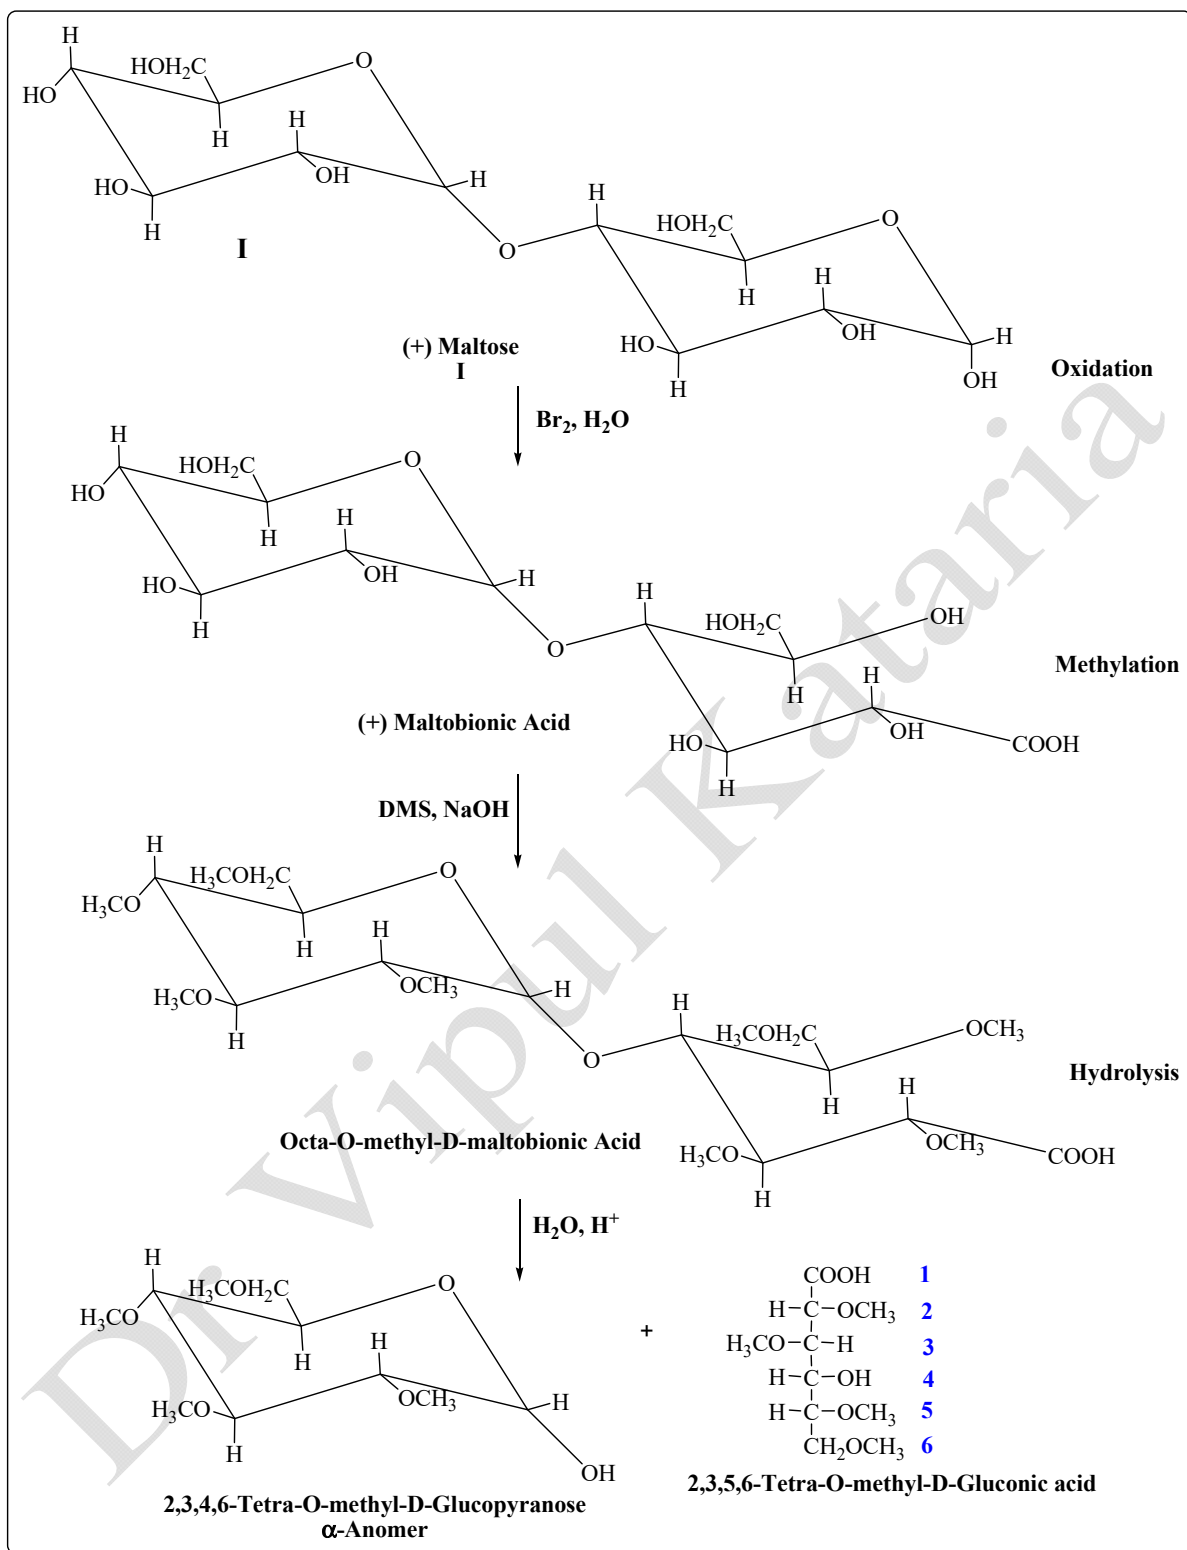 H
HOH₂C
O
HO
H
H
HO
OH
H
H
I
O
H
HOH₂C
O
H
H
HO
OH
H
H
OH
(+) Maltose
I
Oxidation
Br₂, H₂O
H
HOH₂C
O
HO
H
H
HO
OH
H
H
O
H
HOH₂C
OH
H
H
HO
OH
H
COOH
Methylation
(+) Maltobionic Acid
DMS, NaOH
H
H₃COH₂C
O
H₃CO
H
H
H₃CO
OCH₃
H
H
O
H
H₃COH₂C
OCH₃
H
H
H₃CO
OCH₃
H
COOH
Hydrolysis
Octa-O-methyl-D-maltobionic Acid
H₂O, H⁺
H
H₃COH₂C
O
H₃CO
H
H
H₃CO
OCH₃
H
H
OH
+
COOH 1
H–C–OCH₃ 2
H₃CO–C–H 3
H–C–OH 4
H–C–OCH₃ 5
CH₂OCH₃ 6
2,3,4,6-Tetra-O-methyl-D-Glucopyranose
α-Anomer
2,3,5,6-Tetra-O-methyl-D-Gluconic acid
Dr Vipul Kataria